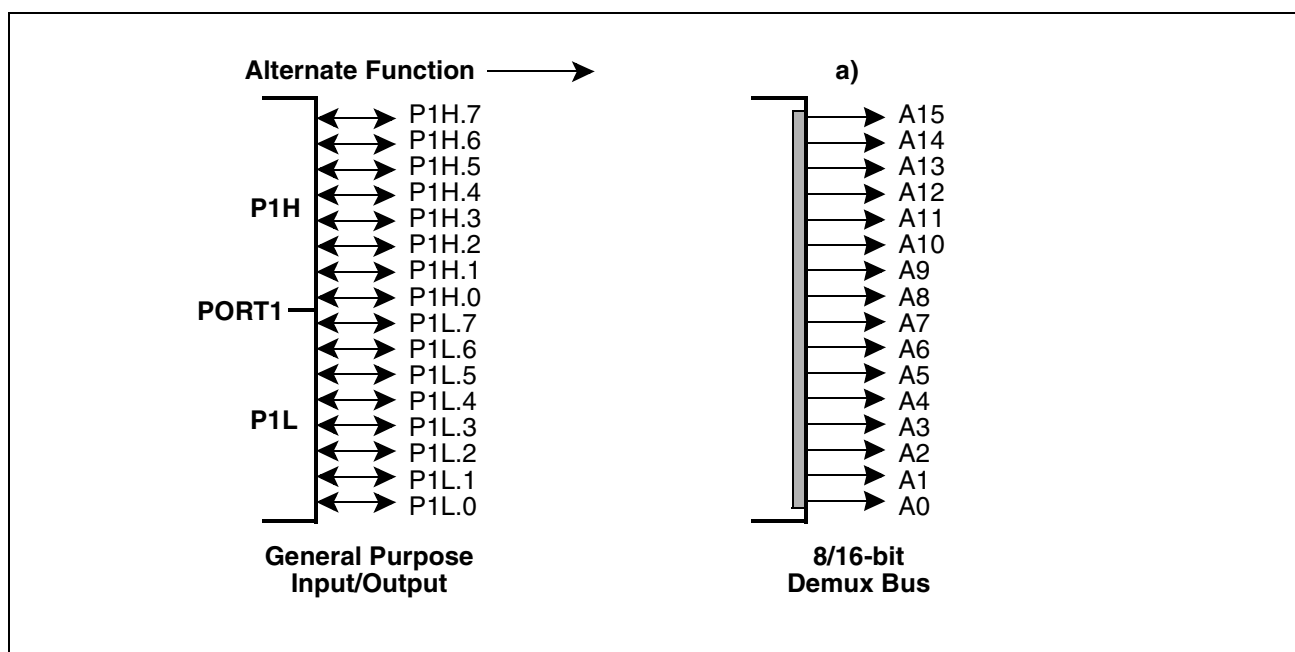 Alternate Function
a)
P1H.7
P1H.6
P1H.5
P1H.4
P1H.3
P1H.2
P1H.1
P1H.0
P1L.7
P1L.6
P1L.5
P1L.4
P1L.3
P1L.2
P1L.1
P1L.0
P1H
PORT1
P1L
General Purpose
Input/Output
A15
A14
A13
A12
A11
A10
A9
A8
A7
A6
A5
A4
A3
A2
A1
A0
8/16-bit
Demux Bus